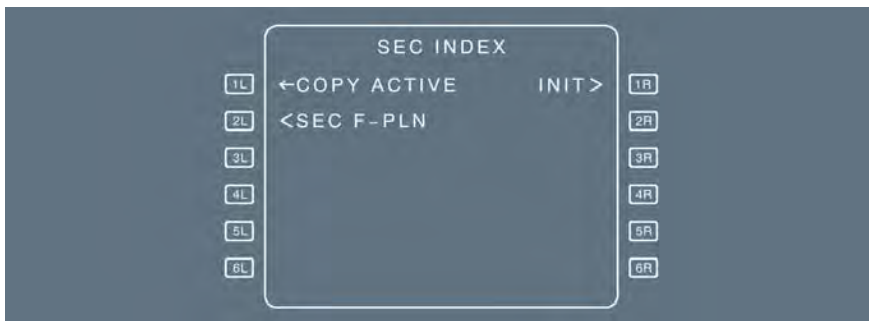 SEC INDEX
1L ←COPY ACTIVE INIT> 1R
2L <SEC F-PLN 2R
3L 3R
4L 4R
5L 5R
6L 6R